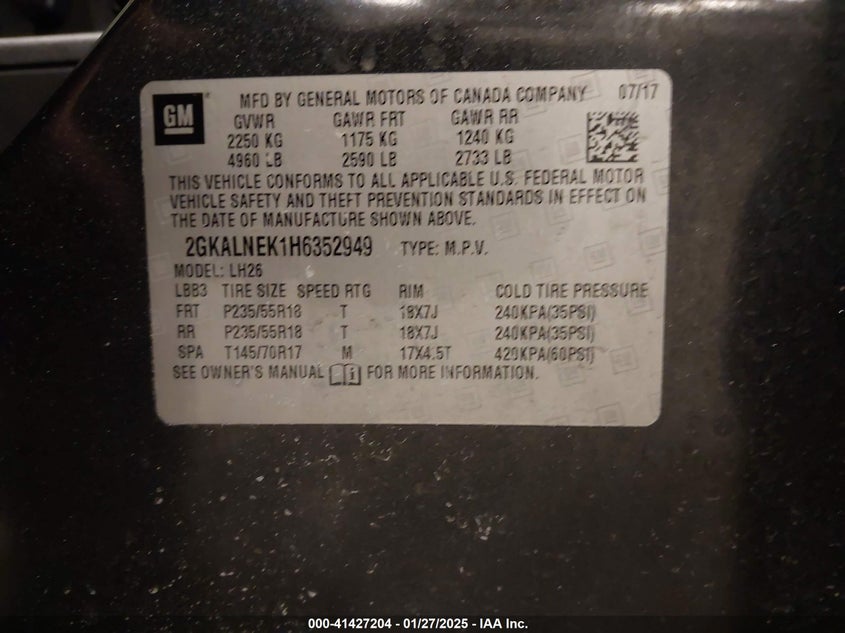 GM MFD BY GENERAL MOTORS OF CANADA COMPANY 07/17
GVWR GAWR FRT GAWR RR
2250 KG 1175 KG 1240 KG
4960 LB 2590 LB 2733 LB
THIS VEHICLE CONFORMS TO ALL APPLICABLE U.S. FEDERAL MOTOR
VEHICLE SAFETY AND THEFT PREVENTION STANDARDS IN EFFECT ON
THE DATE OF MANUFACTURE SHOWN ABOVE.
2GKALNEK1H6352949 TYPE: M.P.V.
MODEL: LH26
LBB3 TIRE SIZE SPEED RTG RIM COLD TIRE PRESSURE
FRT P235/55R18 T 18X7J 240KPA(35PSI)
RR P235/55R18 T 18X7J 240KPA(35PSI)
SPA T145/70R17 M 17X4.5T 420KPA(60PSI)
SEE OWNER'S MANUAL FOR MORE INFORMATION.
000-41427204 - 01/27/2025 - IAA Inc.